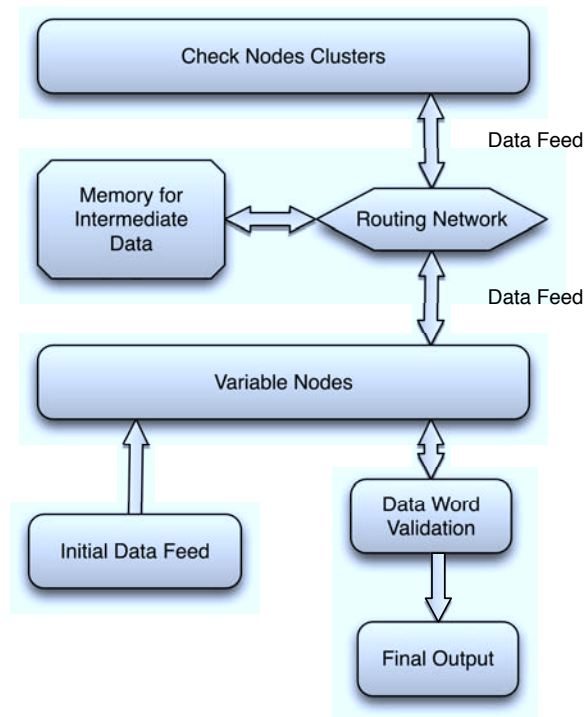 Check Nodes Clusters
Data Feed
Memory for
Intermediate
Data
Routing Network
Data Feed
Variable Nodes
Initial Data Feed
Data Word
Validation
Final Output